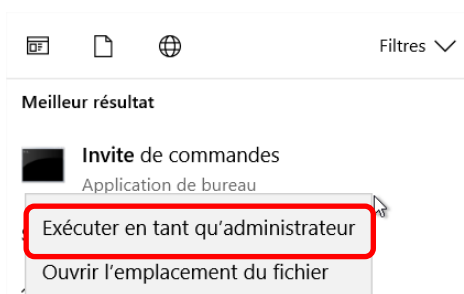 Filtres
Meilleur résultat
Invite de commandes
Application de bureau
Exécuter en tant qu'administrateur
Ouvrir l'emplacement du fichier